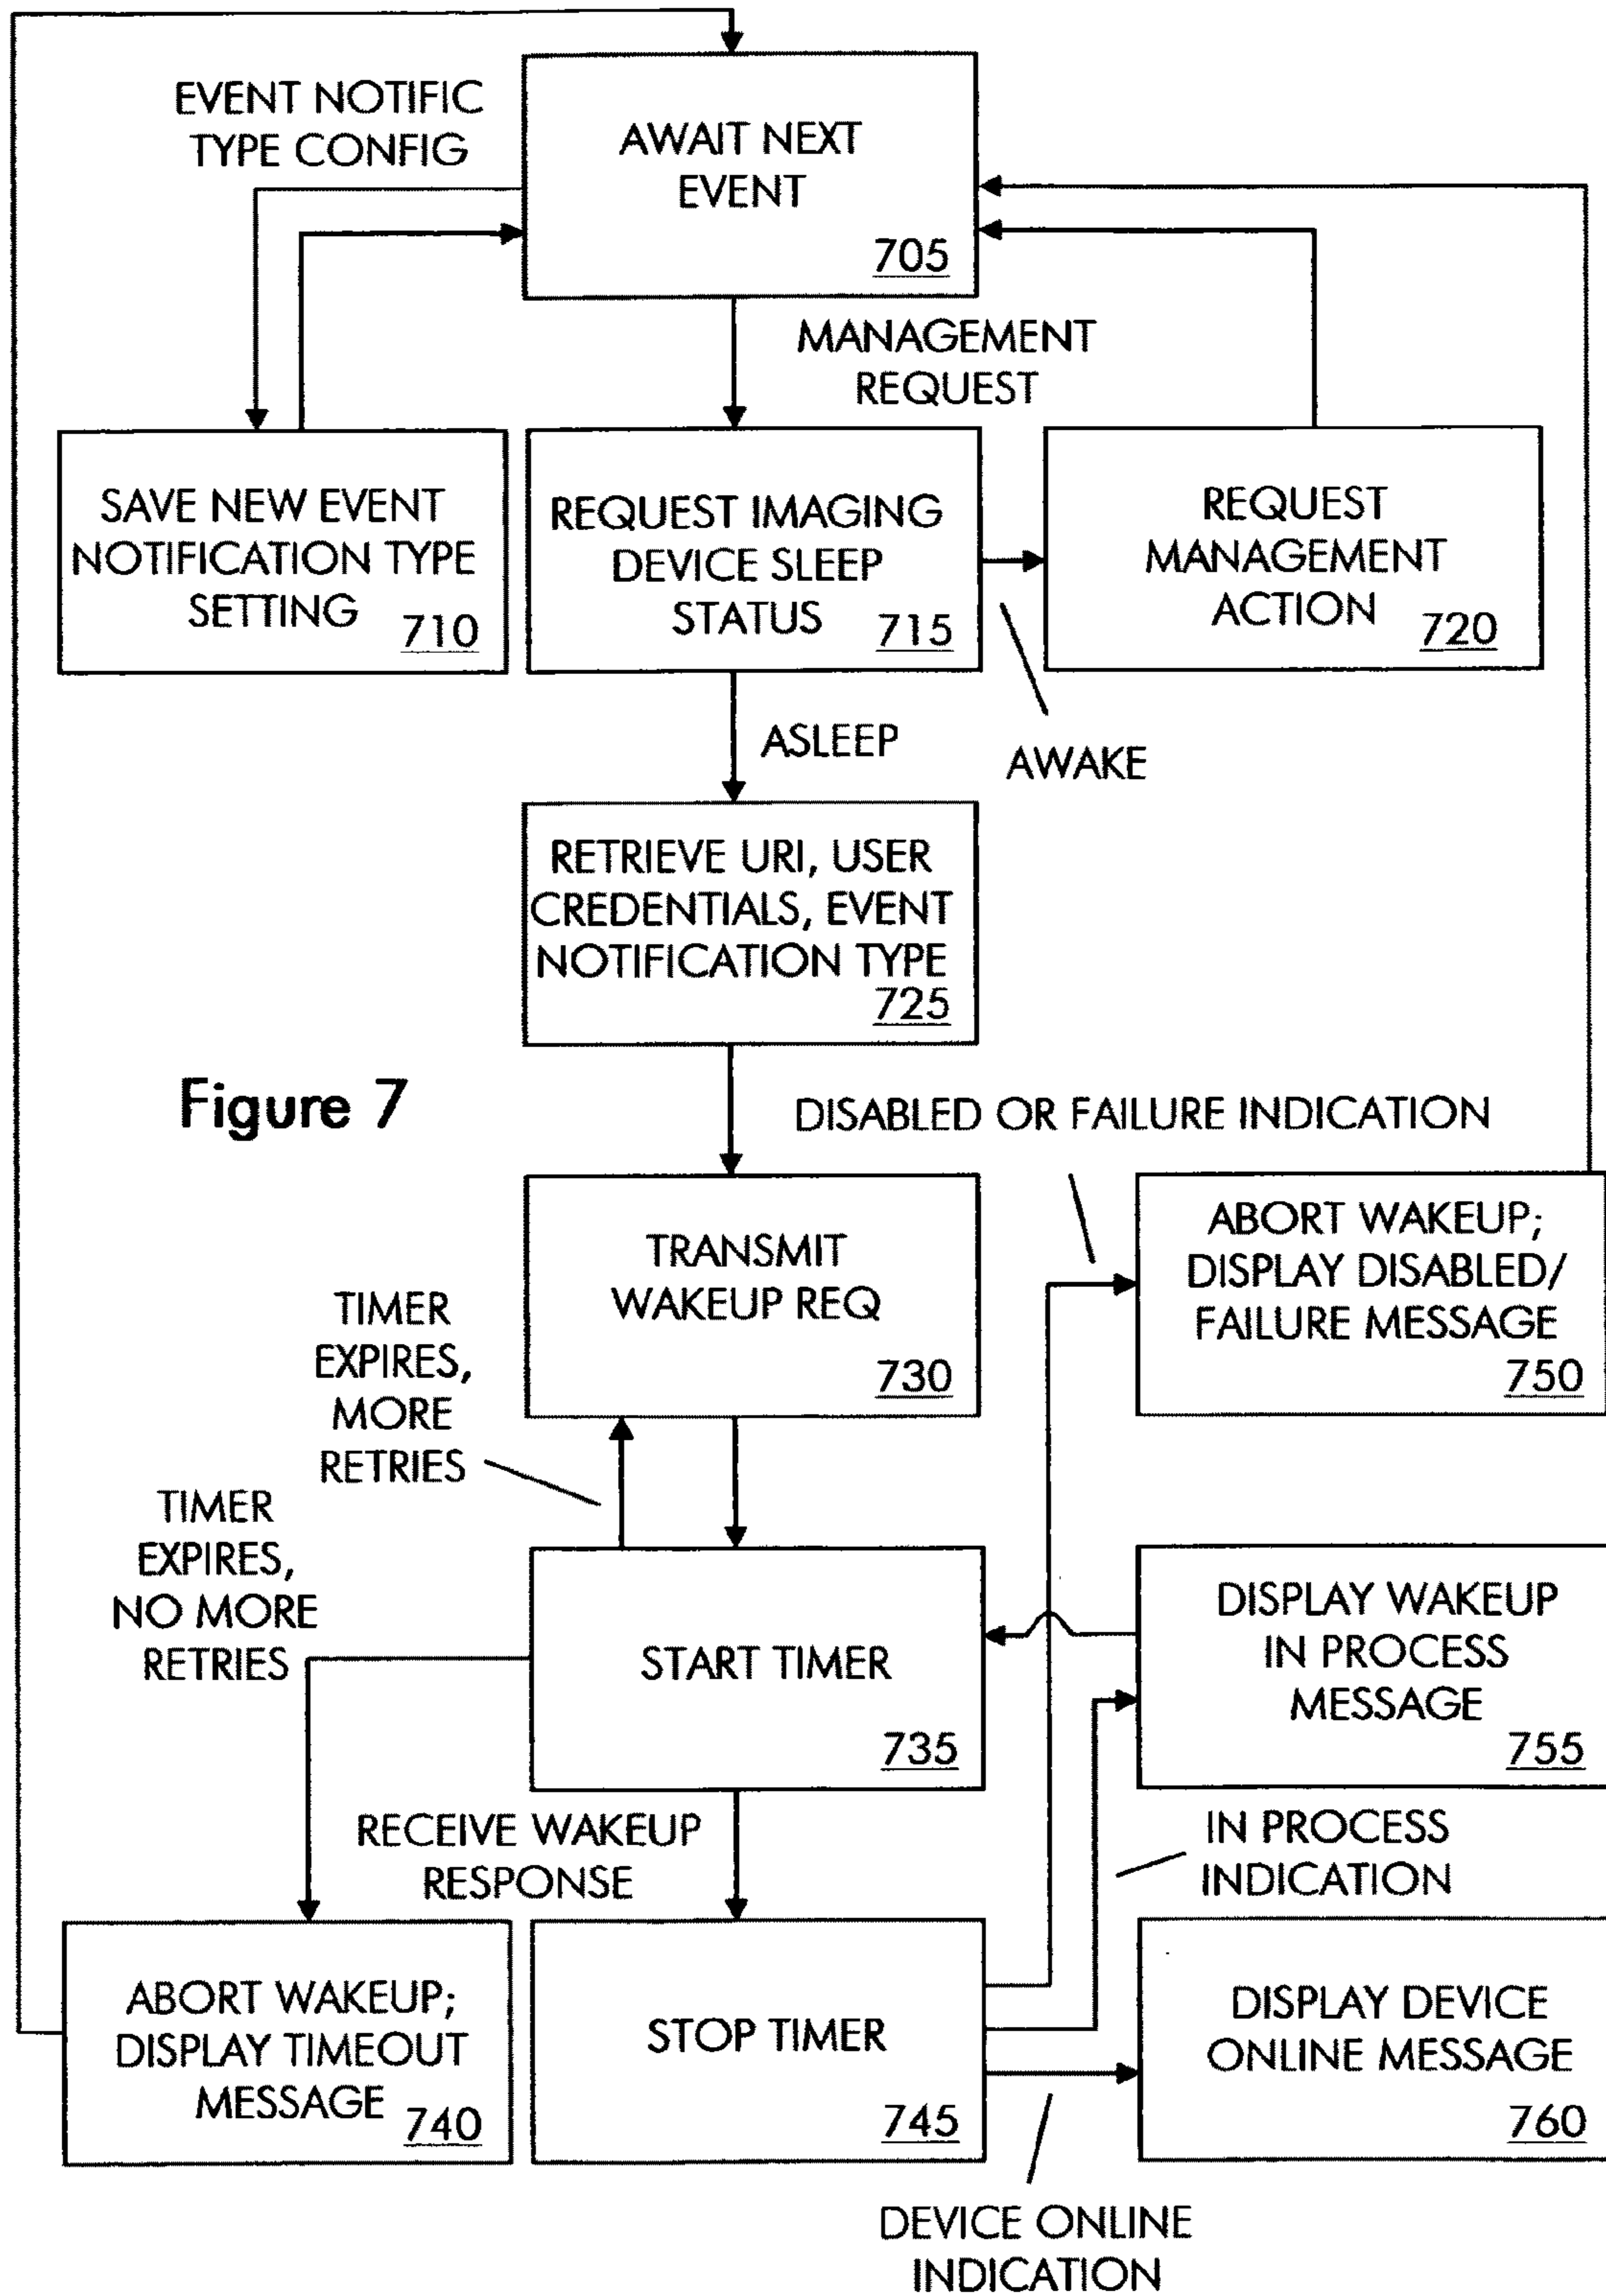 EVENT NOTIFIC
TYPE CONFIG
AWAIT NEXT
EVENT
705
MANAGEMENT
REQUEST
SAVE NEW EVENT
NOTIFICATION TYPE
SETTING
710
REQUEST IMAGING
DEVICE SLEEP
STATUS
715
REQUEST
MANAGEMENT
ACTION
720
ASLEEP
AWAKE
RETRIEVE URI, USER
CREDENTIALS, EVENT
NOTIFICATION TYPE
725
Figure 7
DISABLED OR FAILURE INDICATION
TRANSMIT
WAKEUP REQ
730
ABORT WAKEUP;
DISPLAY DISABLED/
FAILURE MESSAGE
750
TIMER
EXPIRES,
MORE
RETRIES
TIMER
EXPIRES,
NO MORE
RETRIES
START TIMER
735
DISPLAY WAKEUP
IN PROCESS
MESSAGE
755
RECEIVE WAKEUP
RESPONSE
IN PROCESS
INDICATION
ABORT WAKEUP;
DISPLAY TIMEOUT
MESSAGE
740
STOP TIMER
745
DISPLAY DEVICE
ONLINE MESSAGE
760
DEVICE ONLINE
INDICATION